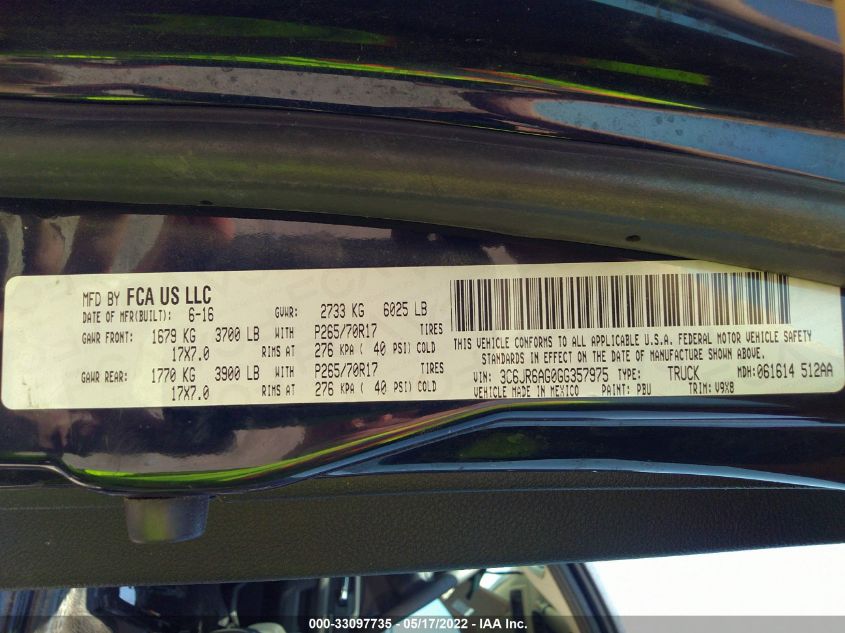 MFD BY FCA US LLC
DATE OF MFR(BUILT): 6-16 GVWR: 2733 KG 6025 LB
GAWR FRONT: 1679 KG 3700 LB WITH P265/70R17 TIRES
17X7.0 RIMS AT 276 KPA ( 40 PSI) COLD
GAWR REAR: 1770 KG 3900 LB WITH P265/70R17 TIRES
17X7.0 RIMS AT 276 KPA ( 40 PSI) COLD
THIS VEHICLE CONFORMS TO ALL APPLICABLE U.S.A. FEDERAL MOTOR VEHICLE SAFETY
STANDARDS IN EFFECT ON THE DATE OF MANUFACTURE SHOWN ABOVE.
VIN: 3C6JR6AG0GG357975 TYPE: TRUCK MDH: 061614 512AA
VEHICLE MADE IN MEXICO PAINT: PBU TRIM: V9X8
000-33097735 - 05/17/2022 - IAA Inc.